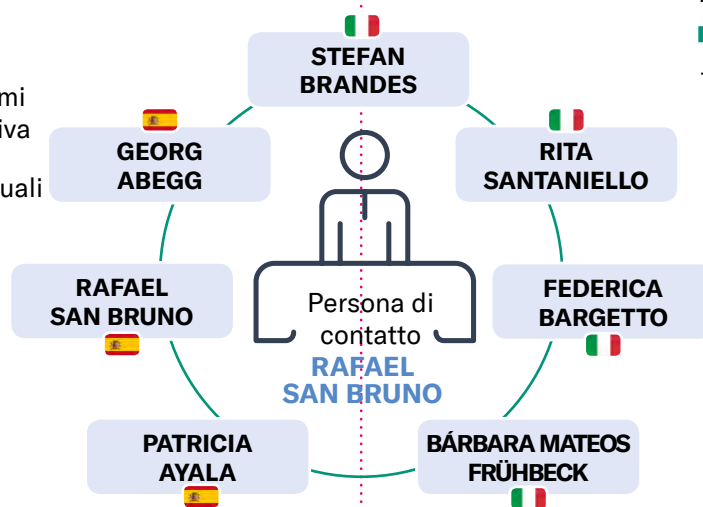 STEFAN
BRANDES
mi
iva
uali
GEORG
ABEGG
RITA
SANTANIELLO
RAFAEL
SAN BRUNO
Persona di
contatto
RAFAEL
SAN BRUNO
FEDERICA
BARGETTO
PATRICIA
AYALA
BÁRBARA MATEOS
FRÜHBECK